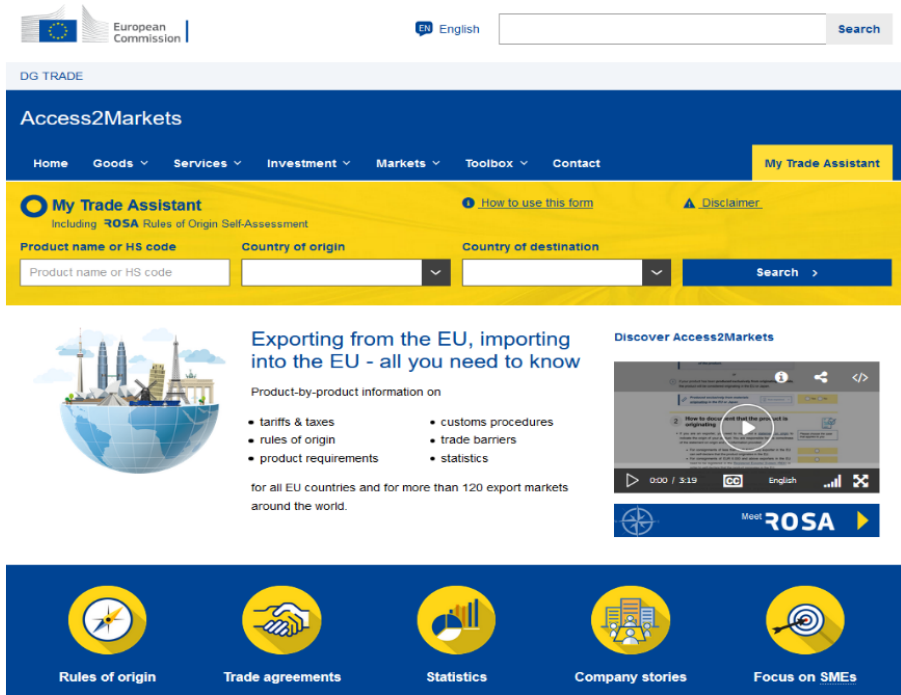 European
Commission
EN English
Search
DG TRADE
Access2Markets
Home Goods Services Investment Markets Toolbox Contact My Trade Assistant
My Trade Assistant
Including ROSA Rules of Origin Self-Assessment
How to use this form
Disclaimer
Product name or HS code
Country of origin
Country of destination
Product name or HS code
Search >
Exporting from the EU, importing
into the EU - all you need to know
Product-by-product information on
• tariffs & taxes
• rules of origin
• product requirements
• customs procedures
• trade barriers
• statistics
for all EU countries and for more than 120 export markets
around the world.
Discover Access2Markets
2 How to document that the product is
originating
0:00 / 3:19 CC English
Meet ROSA
Rules of origin
Trade agreements
Statistics
Company stories
Focus on SMEs